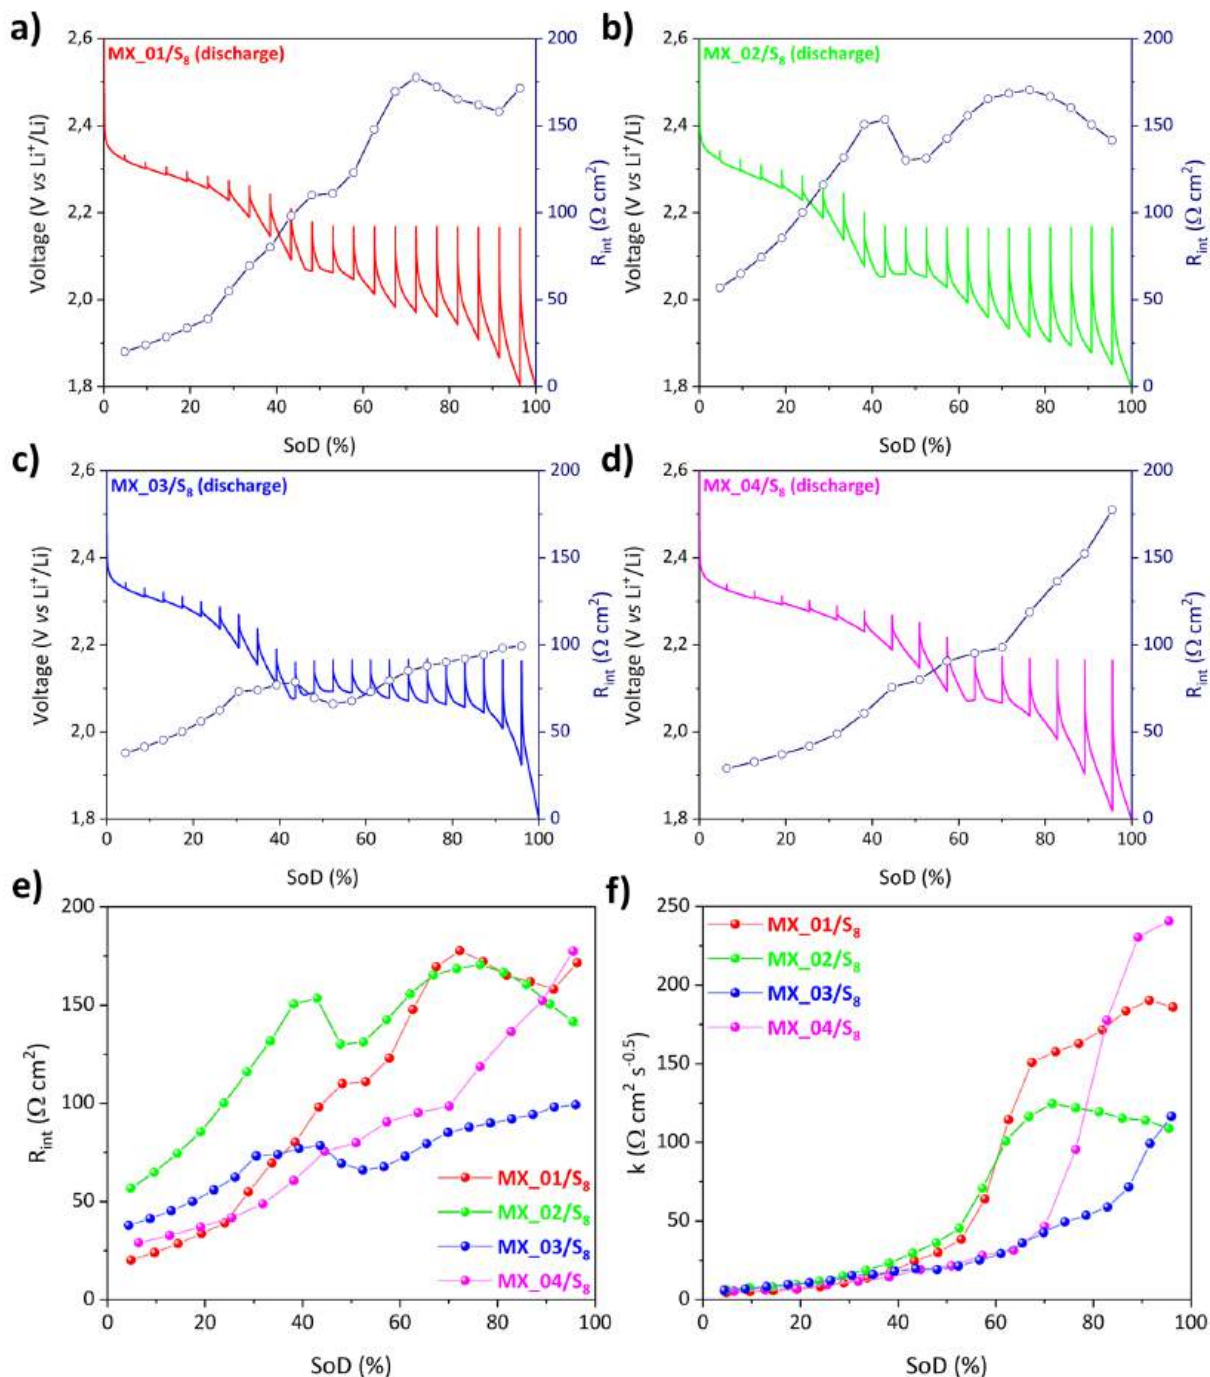 a)
MX_01/S8 (discharge)
Voltage (V vs Li+/Li)
2,6
2,4
2,2
2,0
1,8
0 20 40 60 80 100
SoD (%)
200
150
100
50
0
Rint (Ω cm2)
b)
MX_02/S8 (discharge)
Voltage (V vs Li+/Li)
2,6
2,4
2,2
2,0
1,8
0 20 40 60 80 100
SoD (%)
200
150
100
50
0
Rint (Ω cm2)
c)
MX_03/S8 (discharge)
Voltage (V vs Li+/Li)
2,6
2,4
2,2
2,0
1,8
0 20 40 60 80 100
SoD (%)
200
150
100
50
0
Rint (Ω cm2)
d)
MX_04/S8 (discharge)
Voltage (V vs Li+/Li)
2,6
2,4
2,2
2,0
1,8
0 20 40 60 80 100
SoD (%)
200
150
100
50
0
Rint (Ω cm2)
e)
Rint (Ω cm2)
200
150
100
50
0
MX_01/S8
MX_02/S8
MX_03/S8
MX_04/S8
0 20 40 60 80 100
SoD (%)
f)
k (Ω cm2 s-0.5)
250
200
150
100
50
0
MX_01/S8
MX_02/S8
MX_03/S8
MX_04/S8
0 20 40 60 80 100
SoD (%)